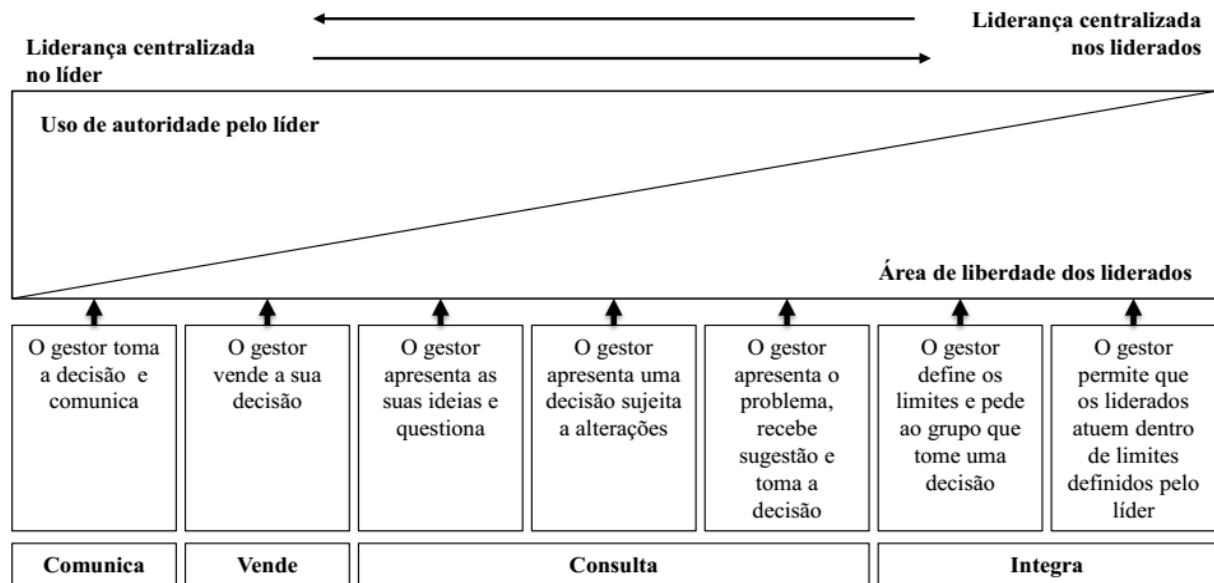 Liderança centralizada
no líder
Liderança centralizada
nos liderados
Uso de autoridade pelo líder
Área de liberdade dos liderados
O gestor toma
a decisão e
comunica
O gestor
vende a sua
decisão
O gestor
apresenta as
suas ideias e
questiona
O gestor
apresenta uma
decisão sujeita
a alterações
O gestor
apresenta o
problema,
recebe
sugestão e
toma a
decisão
O gestor
define os
limites e pede
ao grupo que
tome uma
decisão
O gestor
permite que
os liderados
atuem dentro
de limites
definidos pelo
líder
Comunica
Vende
Consulta
Integra